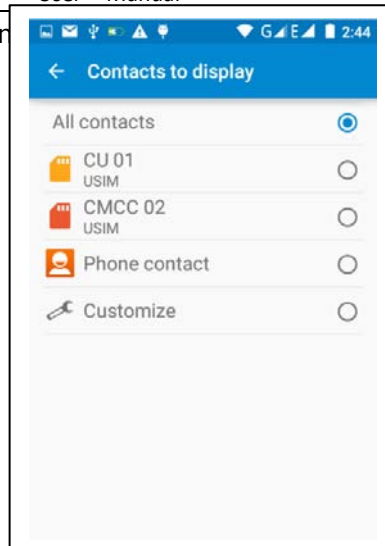 G E 2:44
Contacts to display
All contacts
CU 01
USIM
CMCC 02
USIM
Phone contact
Customize